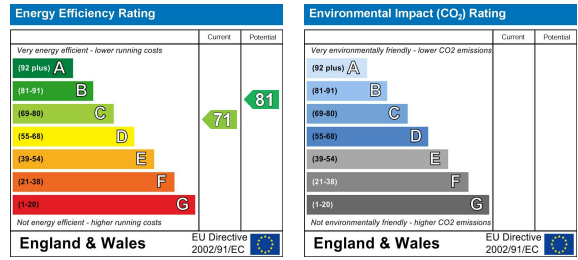 Energy Efficiency Rating
Current Potential
Very energy efficient - lower running costs
(92 plus) A
(81-91) B
(69-80) C
(55-68) D
(39-54) E
(21-38) F
(1-20) G
71
81
Not energy efficient - higher running costs
England & Wales
EU Directive
2002/91/EC
Environmental Impact (CO₂) Rating
Current Potential
Very environmentally friendly - lower CO2 emissions
(92 plus) A
(81-91) B
(69-80) C
(55-68) D
(39-54) E
(21-38) F
(1-20) G
Not environmentally friendly - higher CO2 emissions
England & Wales
EU Directive
2002/91/EC